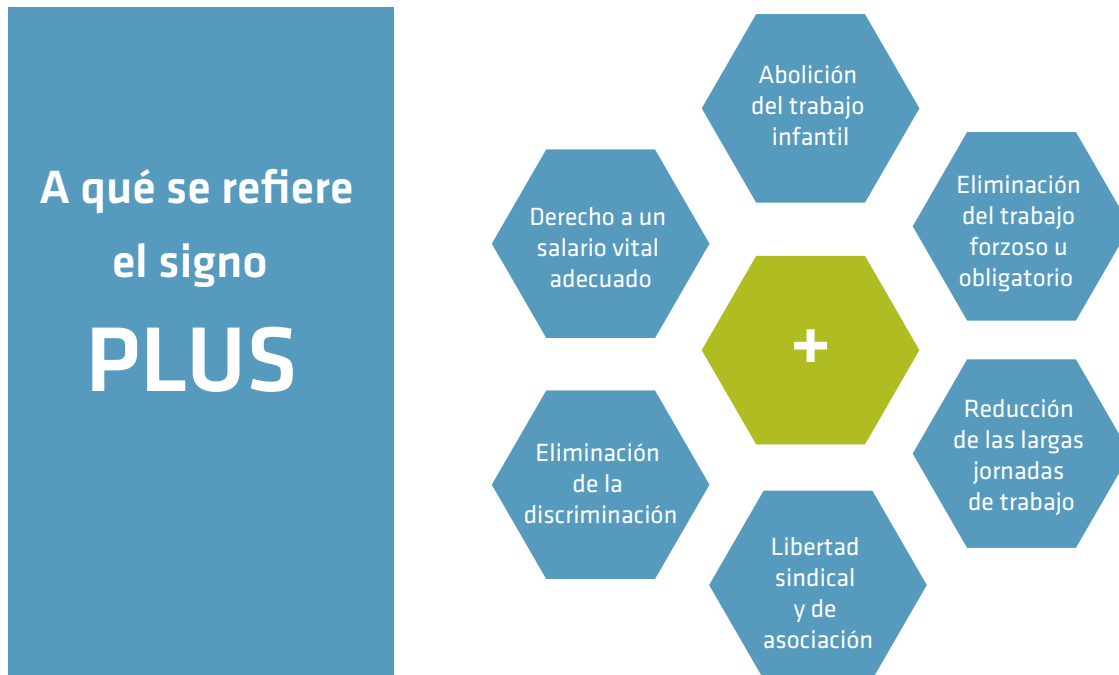 A qué se refiere
el signo
PLUS
Abolición
del trabajo
infantil
Eliminación
del trabajo
forzoso u
obligatorio
Derecho a un
salario vital
adecuado
+
Reducción
de las largas
jornadas
de trabajo
Eliminación
de la
discriminación
Libertad
sindical
y de
asociación